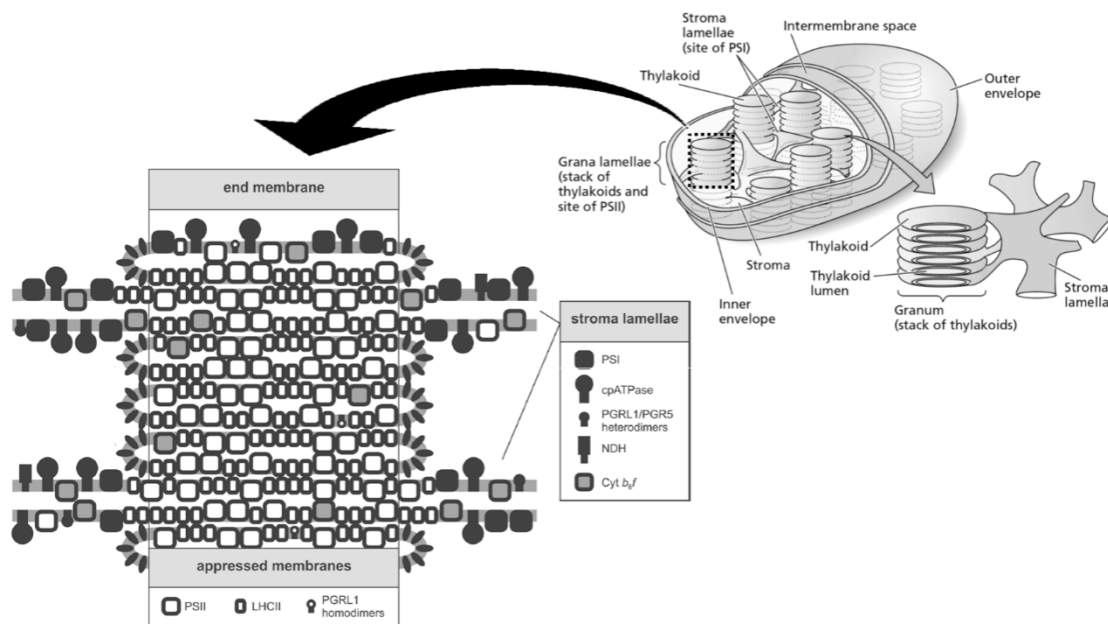 Stroma
lamellae
(site of PSI)
Intermembrane space
Thylakoid
Outer
envelope
Grana lamellae
(stack of
thylakoids and
site of PSII)
Stroma
Inner
envelope
Thylakoid
Thylakoid
lumen
Granum
(stack of thylakoids)
Stroma
lamella
end membrane
stroma lamellae
PSI
cpATPase
PGRL1/PGR5
heterodimers
NDH
Cyt b₆f
appressed membranes
PSII
LHCII
PGRL1
homodimers